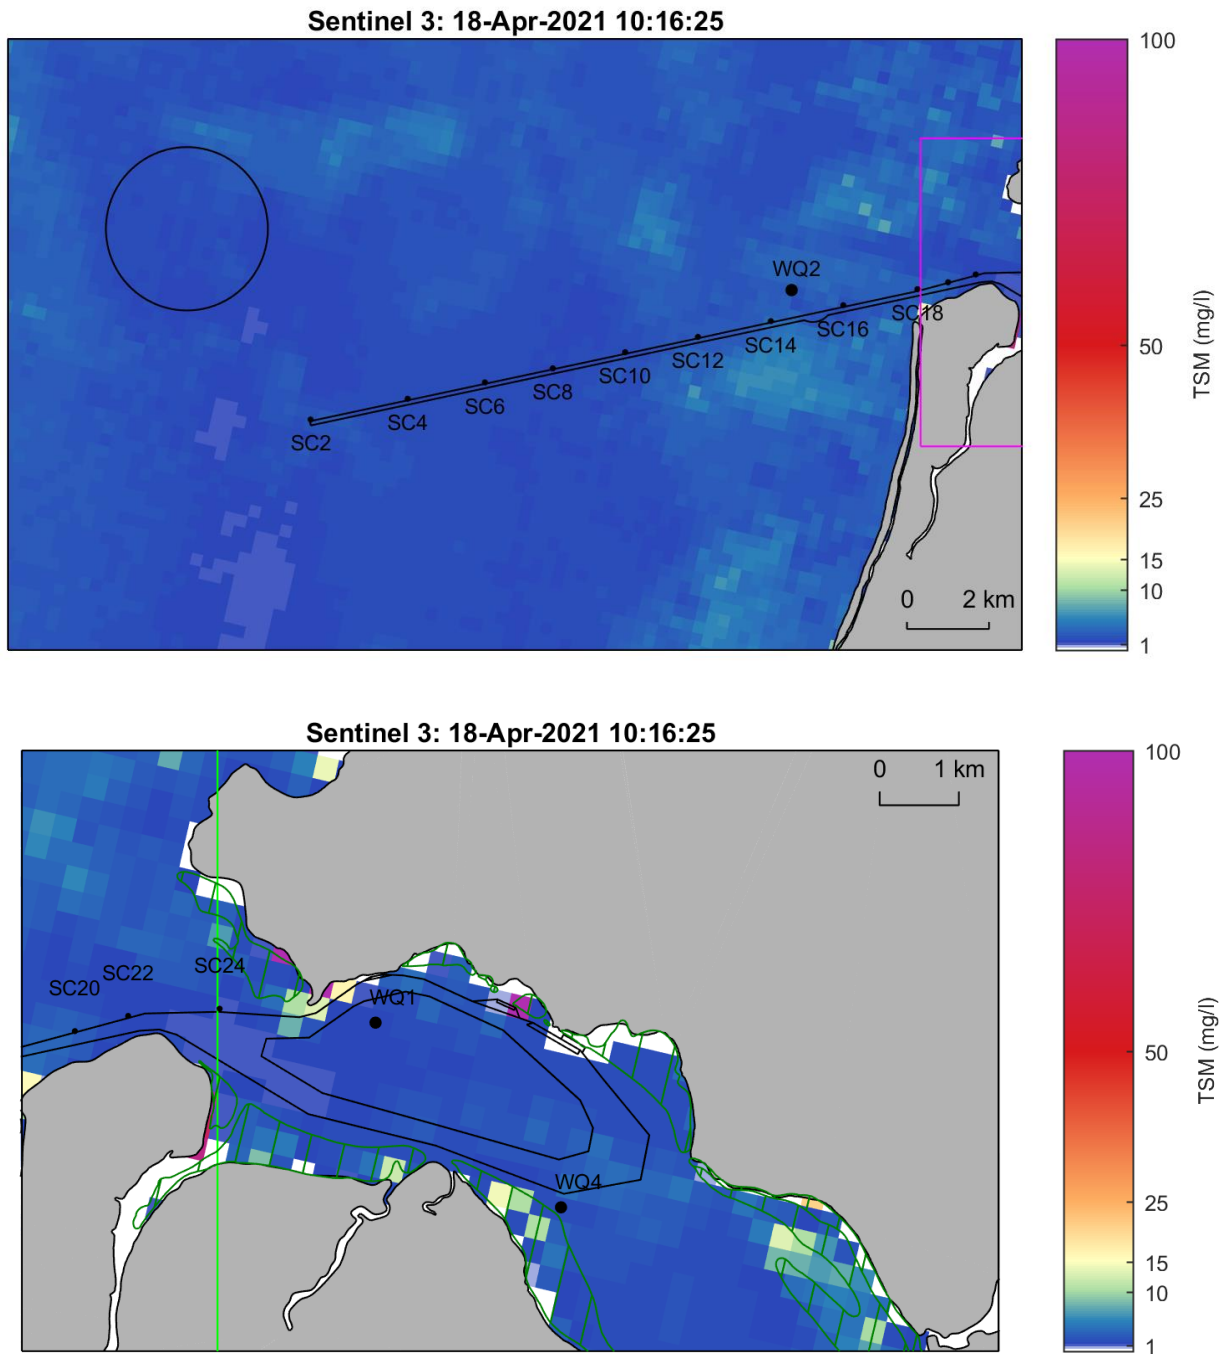 Sentinel 3: 18-Apr-2021 10:16:25
100
50
25
15
10
1
TSM (mg/l)
WQ2
SC18
SC16
SC14
SC12
SC10
SC8
SC6
SC4
SC2
0 2 km
Sentinel 3: 18-Apr-2021 10:16:25
0 1 km
100
50
25
15
10
1
TSM (mg/l)
SC20
SC22
SC24
WQ1
WQ4